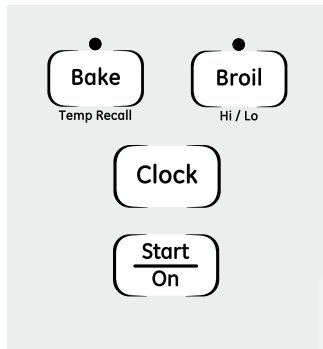 Bake Broil
Temp Recall Hi / Lo
Clock
Start
On